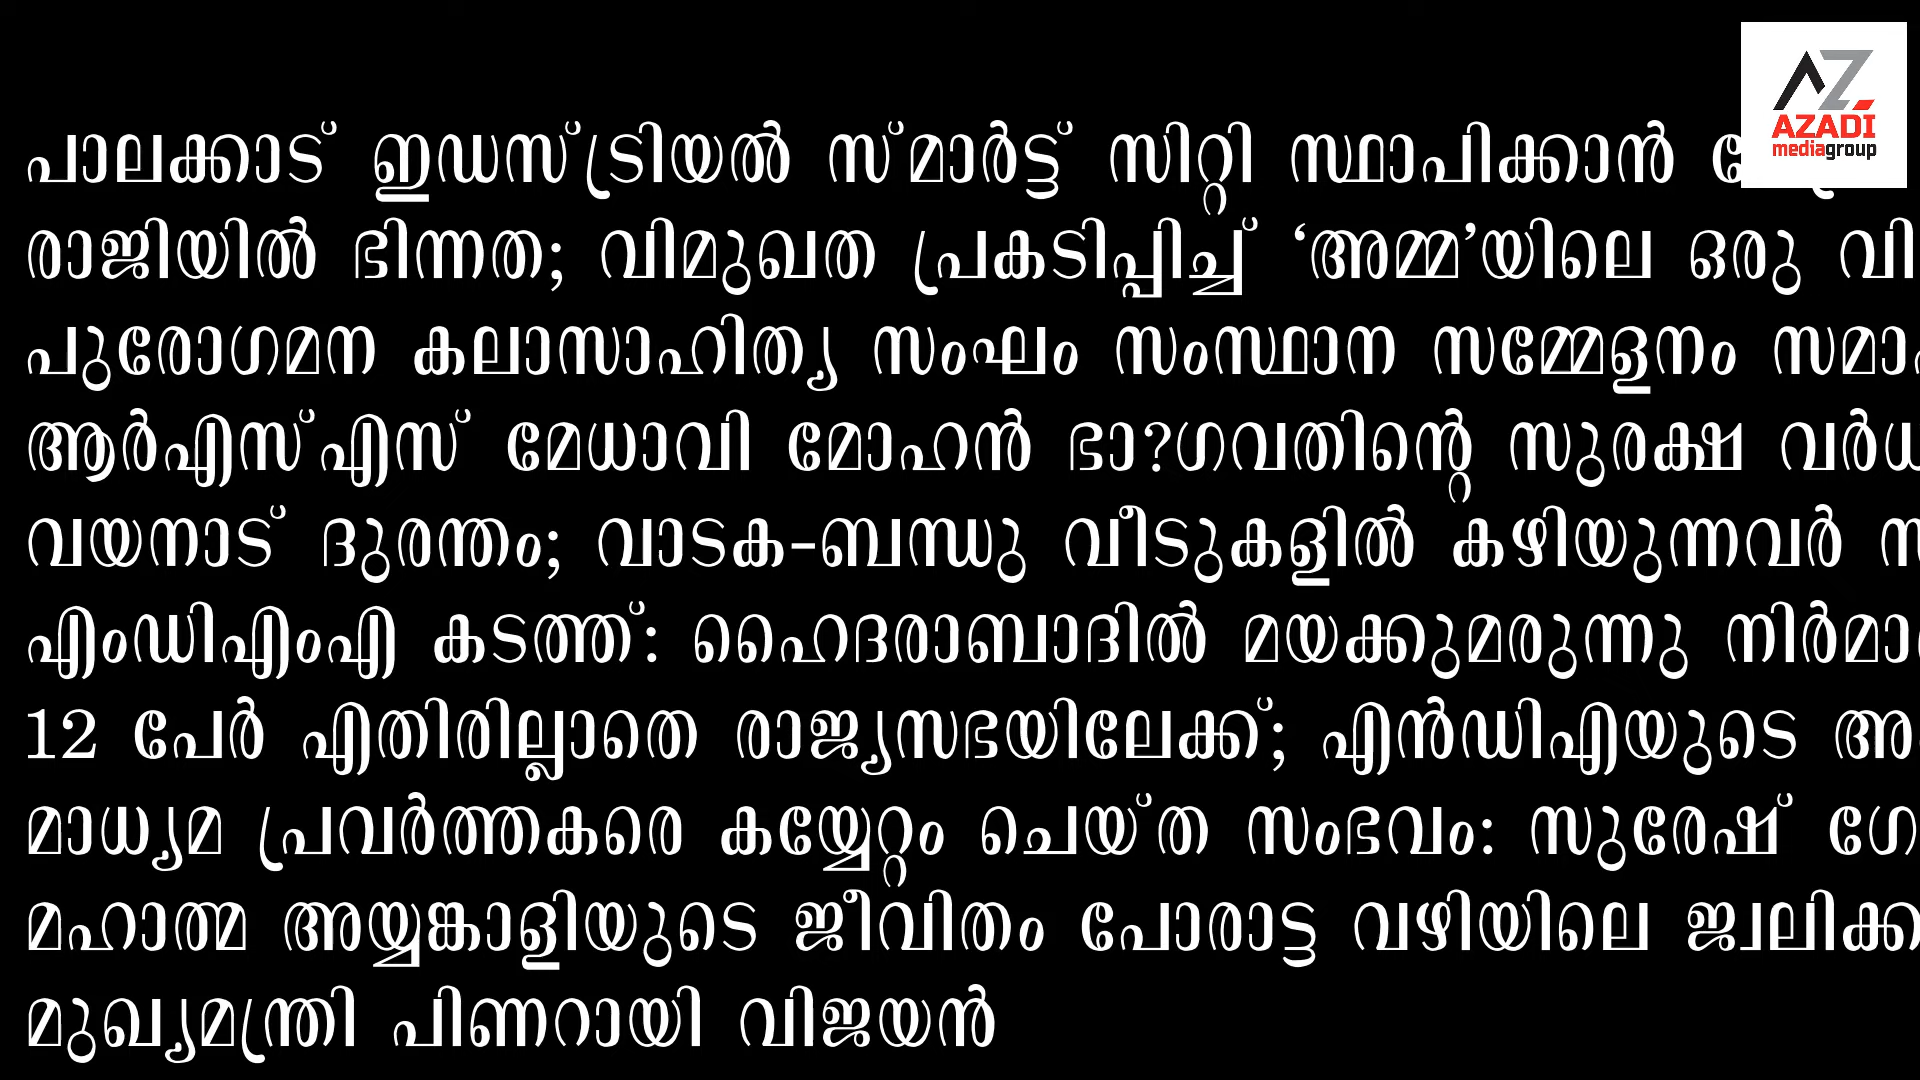 AZADI
mediagroup
പാലക്കാട് ഇഡസ്ട്രിയൽ സ്മാർട്ട് സിറ്റി സ്ഥാപിക്കാൻ
രാജിയിൽ ഭിന്നത; വിമുഖത പ്രകടിപ്പിച്ച് ‘അമ്മ’യിലെ ഒരു
പുരോഗമന കലാസാഹിത്യ സംഘം സംസ്ഥാന സമ്മേളനം
ആർഎസ്എസ് മേധാവി മോഹൻ ഭാ?ഗവതിന്റെ സുരക്ഷ
വയനാട് ദുരന്തം; വാടക-ബന്ധു വീടുകളിൽ കഴിയുന്നവർ
എംഡിഎംഎ കടത്ത്: ഹൈദരാബാദിൽ മയക്കുമരുന്നു
12 പേർ എതിരില്ലാതെ രാജ്യസഭയിലേക്ക്; എൻഡിഎയുടെ
മാധ്യമ പ്രവർത്തകരെ കയ്യേറ്റം ചെയ്ത സംഭവം: സുരേഷ്
മഹാത്മ അയ്യങ്കാളിയുടെ ജീവിതം പോരാട്ട വഴിയിലെ
മുഖ്യമന്ത്രി പിണറായി വിജയൻ